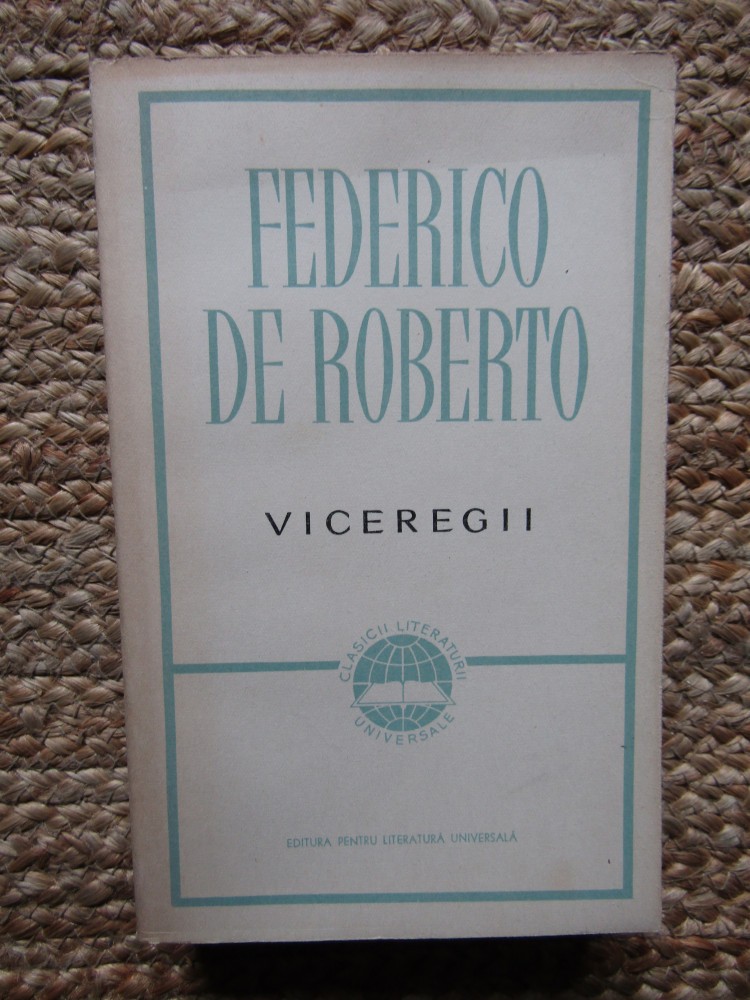 FEDERICO
DE ROBERTO
VICEREGII
CLASICII LITERATURII
UNIVERSALE
EDITURA PENTRU LITERATURĂ UNIVERSALĂ